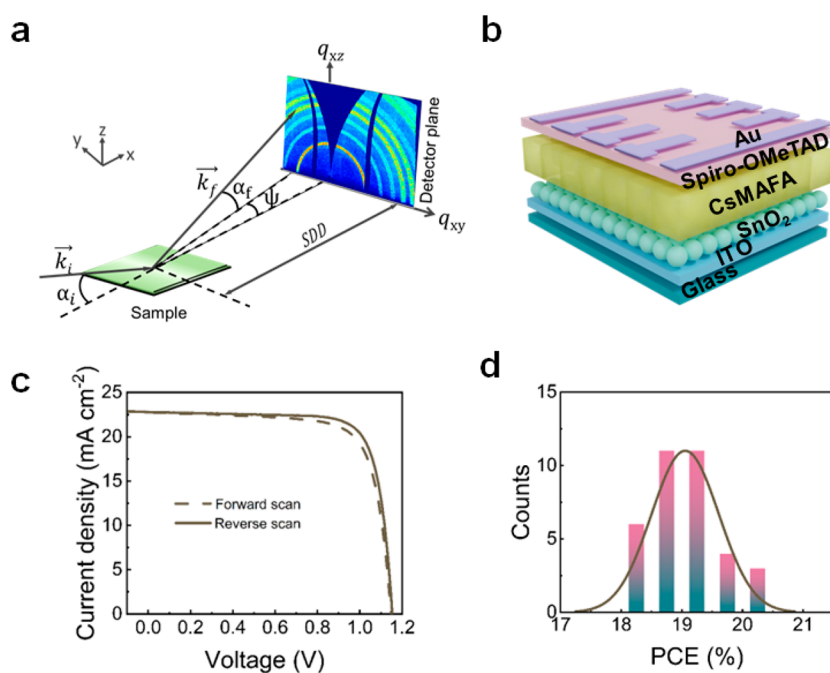 a
q_xz
z
y
x
Detector plane
k_f
α_f
Ψ
q_xy
SDD
k_i
α_i
Sample
b
Au
Spiro-OMeTAD
CsMAFA
SnO₂
ITO
Glass
c
Current density (mA cm⁻²)
25
20
15
10
5
0
Forward scan
Reverse scan
0.0 0.2 0.4 0.6 0.8 1.0 1.2
Voltage (V)
d
Counts
15
10
5
0
17 18 19 20 21
PCE (%)